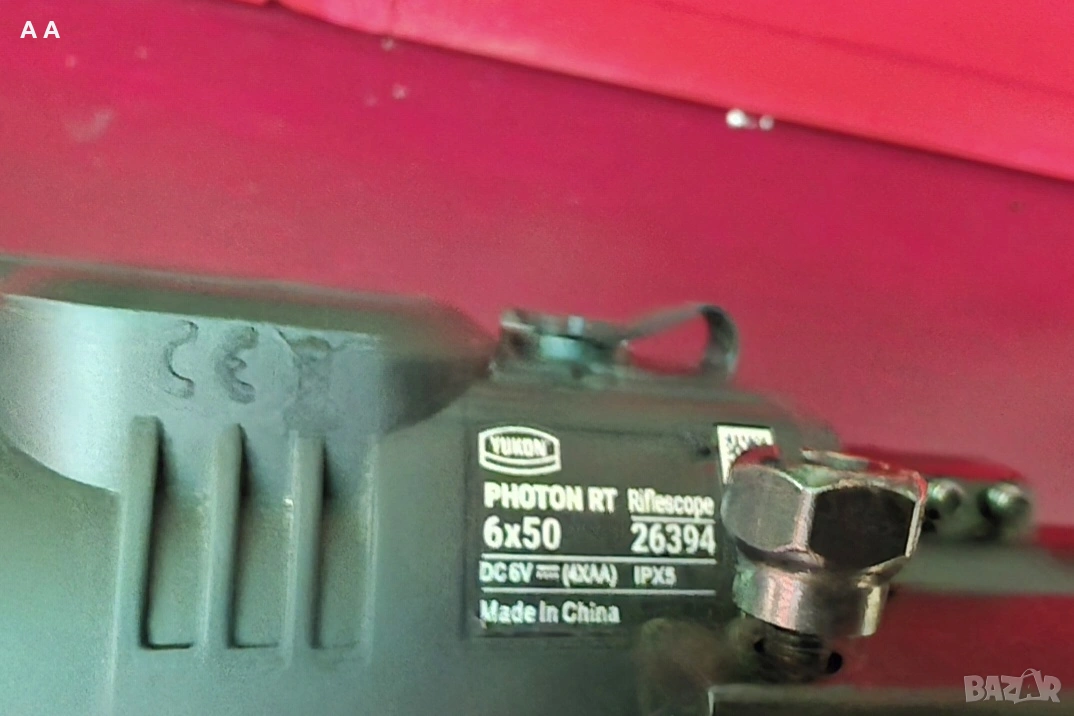 A A
CE
YUKON
PHOTON RT Riflescope
6x50 26394
DC 6V ⎓ (4XAA) IPX5
Made In China
BAZAR